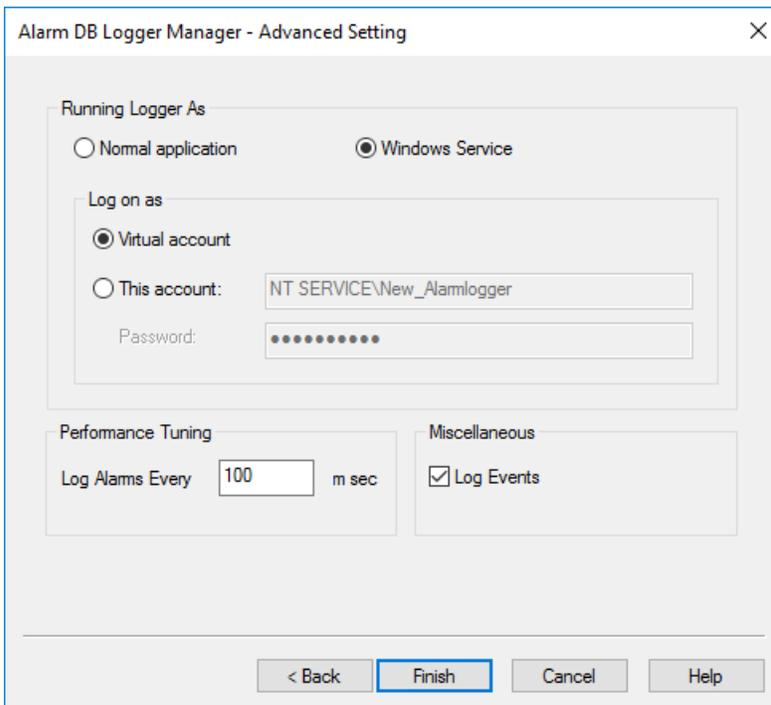 Alarm DB Logger Manager - Advanced Setting
Running Logger As
Normal application
Windows Service
Log on as
Virtual account
This account:
NT SERVICE\New_Alarmlogger
Password:
●●●●●●●●●●
Performance Tuning
Log Alarms Every
100
m sec
Miscellaneous
Log Events
< Back
Finish
Cancel
Help